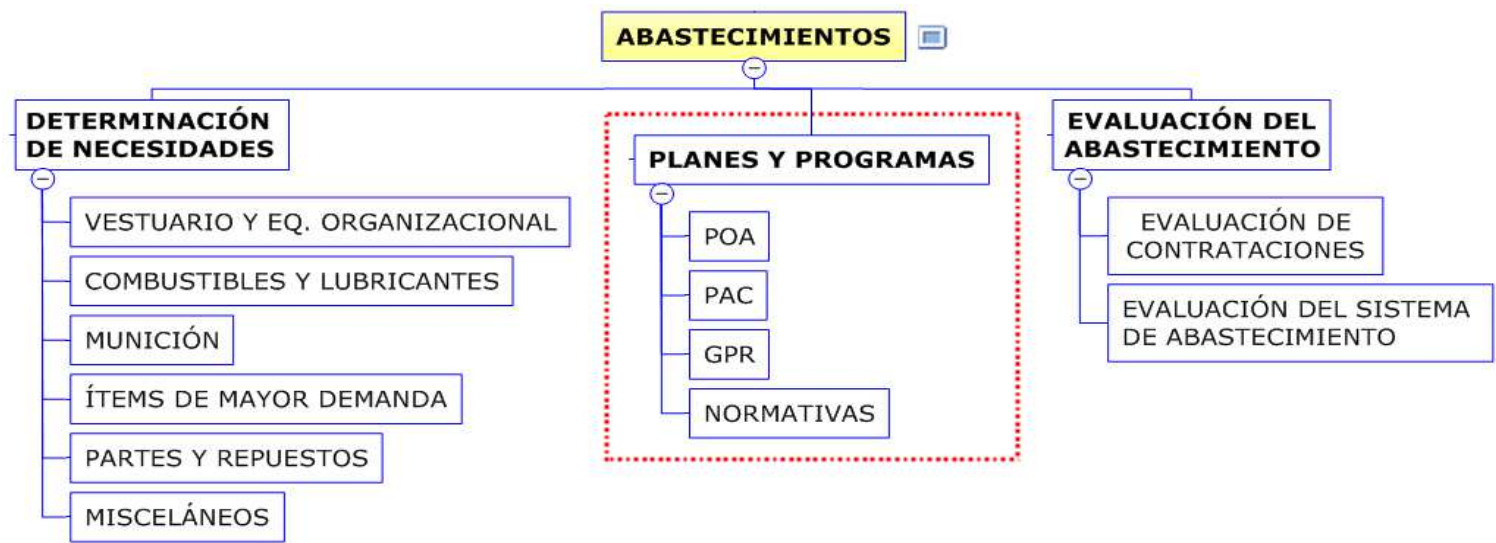 ABASTECIMIENTOS
DETERMINACIÓN
DE NECESIDADES
VESTUARIO Y EQ. ORGANIZACIONAL
COMBUSTIBLES Y LUBRICANTES
MUNICIÓN
ÍTEMS DE MAYOR DEMANDA
PARTES Y REPUESTOS
MISCELÁNEOS
PLANES Y PROGRAMAS
POA
PAC
GPR
NORMATIVAS
EVALUACIÓN DEL
ABASTECIMIENTO
EVALUACIÓN DE
CONTRATACIONES
EVALUACIÓN DEL SISTEMA
DE ABASTECIMIENTO